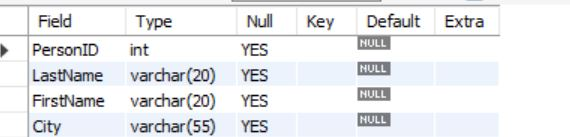 Field Type Null Key Default Extra
PersonID int YES NULL
LastName varchar(20) YES NULL
FirstName varchar(20) YES NULL
City varchar(55) YES NULL